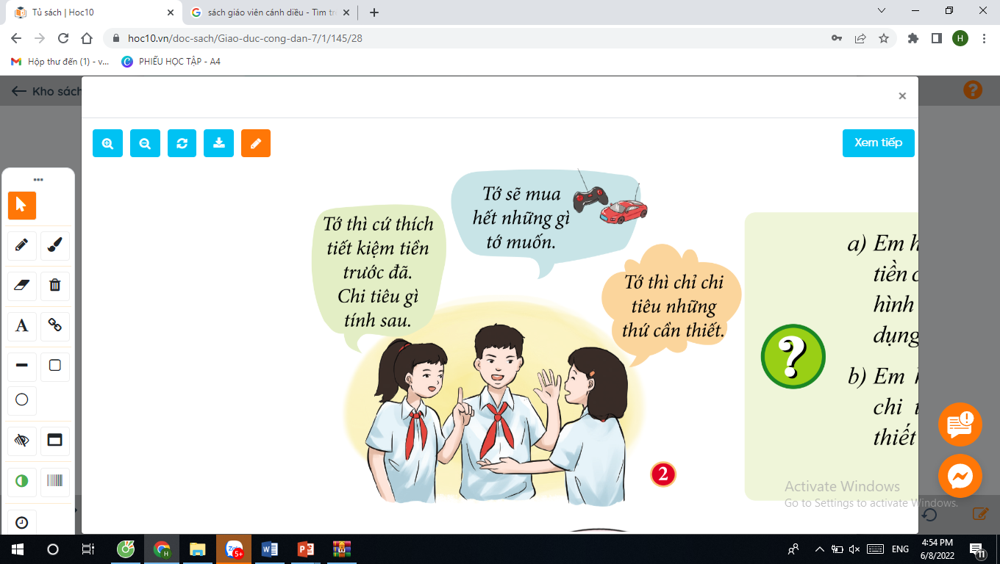 Tủ sách | Hoc10
sách giáo viên cánh diều - Tìm tr
hoc10.vn/doc-sach/Giao-duc-cong-dan-7/1/145/28
H
Hộp thư đến (1) - v...
PHIẾU HỌC TẬP - A4
Kho sách
Xem tiếp
Tớ thì cứ thích
tiết kiệm tiền
trước đã.
Chi tiêu gì
tính sau.
Tớ sẽ mua
hết những gì
tớ muốn.
Tớ thì chỉ chi
tiêu những
thứ cần thiết.
2
?
a) Em h
tiền c
hình
dụng
b) Em
chi
thiết
A
Activate Windows
Go to Settings to activate Windows.
5+
ENG
4:54 PM
6/8/2022
11